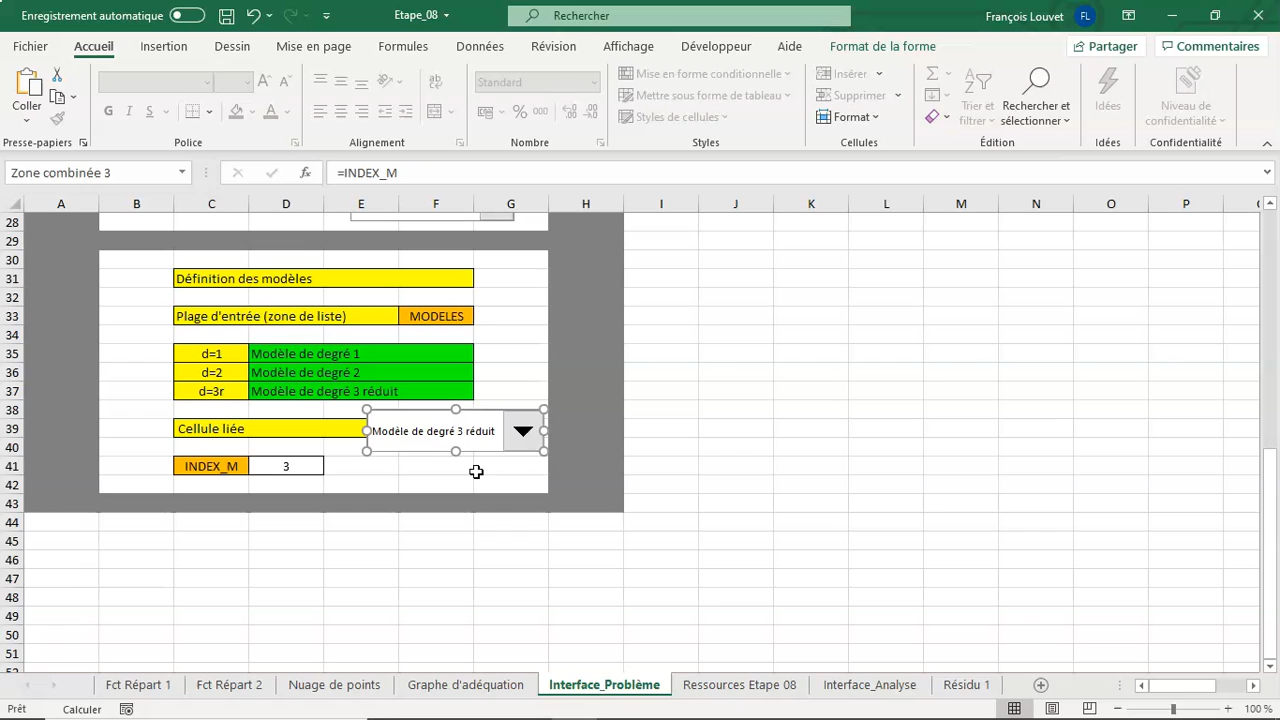 Enregistrement automatique
Etape_08
Rechercher
François Louvet
FL
Fichier
Accueil
Insertion
Dessin
Mise en page
Formules
Données
Révision
Affichage
Développeur
Aide
Format de la forme
Partager
Commentaires
Coller
G I S
A A
Standard
% 000
Mise en forme conditionnelle
Mettre sous forme de tableau
Styles de cellules
Insérer
Supprimer
Format
Trier et filtrer
Rechercher et sélectionner
Idées
Niveau de confidentialité
Presse-papiers
Police
Alignement
Nombre
Styles
Cellules
Édition
Idées
Confidentialité
Zone combinée 3
fx
=INDEX_M
A B C D E F G H I J K L M N O P
28
29
30
31 Définition des modèles
32
33 Plage d'entrée (zone de liste) MODELES
34
35 d=1 Modèle de degré 1
36 d=2 Modèle de degré 2
37 d=3r Modèle de degré 3 réduit
38
39 Cellule liée Modèle de degré 3 réduit
40
41 INDEX_M 3
42
43
44
45
46
47
48
49
50
51
Fct Répart 1
Fct Répart 2
Nuage de points
Graphe d'adéquation
Interface_Problème
Ressources Etape 08
Interface_Analyse
Résidu 1
Prêt
Calculer
100 %